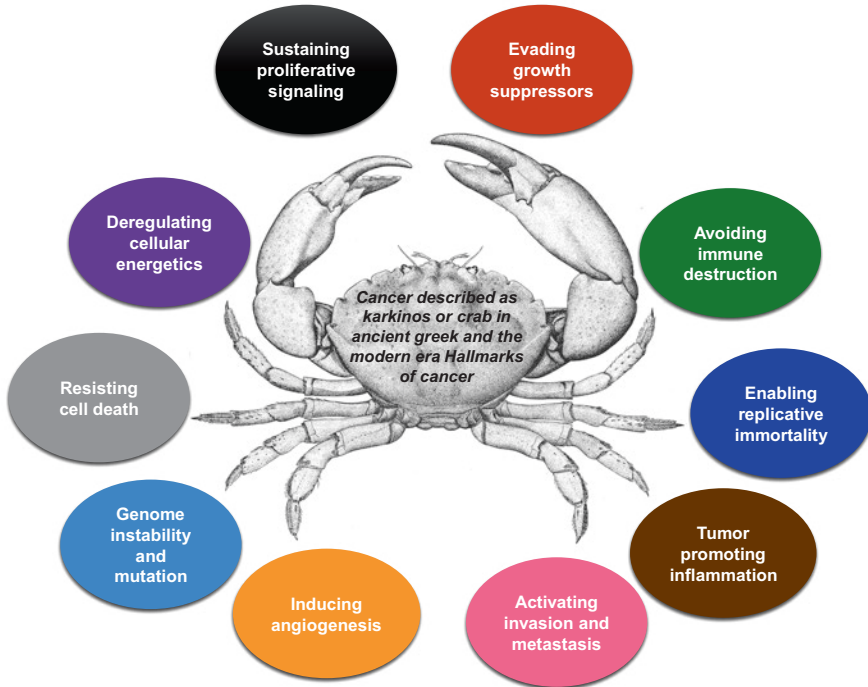 Sustaining
proliferative
signaling
Evading
growth
suppressors
Deregulating
cellular
energetics
Avoiding
immune
destruction
Cancer described as
karkinos or crab in
ancient greek and the
modern era Hallmarks
of cancer
Resisting
cell death
Enabling
replicative
immortality
Genome
instability
and
mutation
Tumor
promoting
inflammation
Inducing
angiogenesis
Activating
invasion and
metastasis